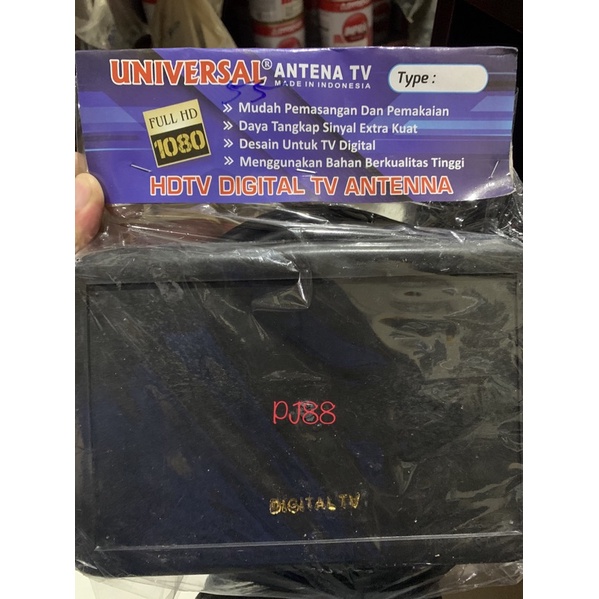 UNIVERSAL® ANTENA TV
MADE IN INDONESIA
Type :
55
FULL HD
1080
» Mudah Pemasangan Dan Pemakaian
» Daya Tangkap Sinyal Extra Kuat
» Desain Untuk TV Digital
» Menggunakan Bahan Berkualitas Tinggi
HDTV DIGITAL TV ANTENNA
PJ88
DIGITAL TV